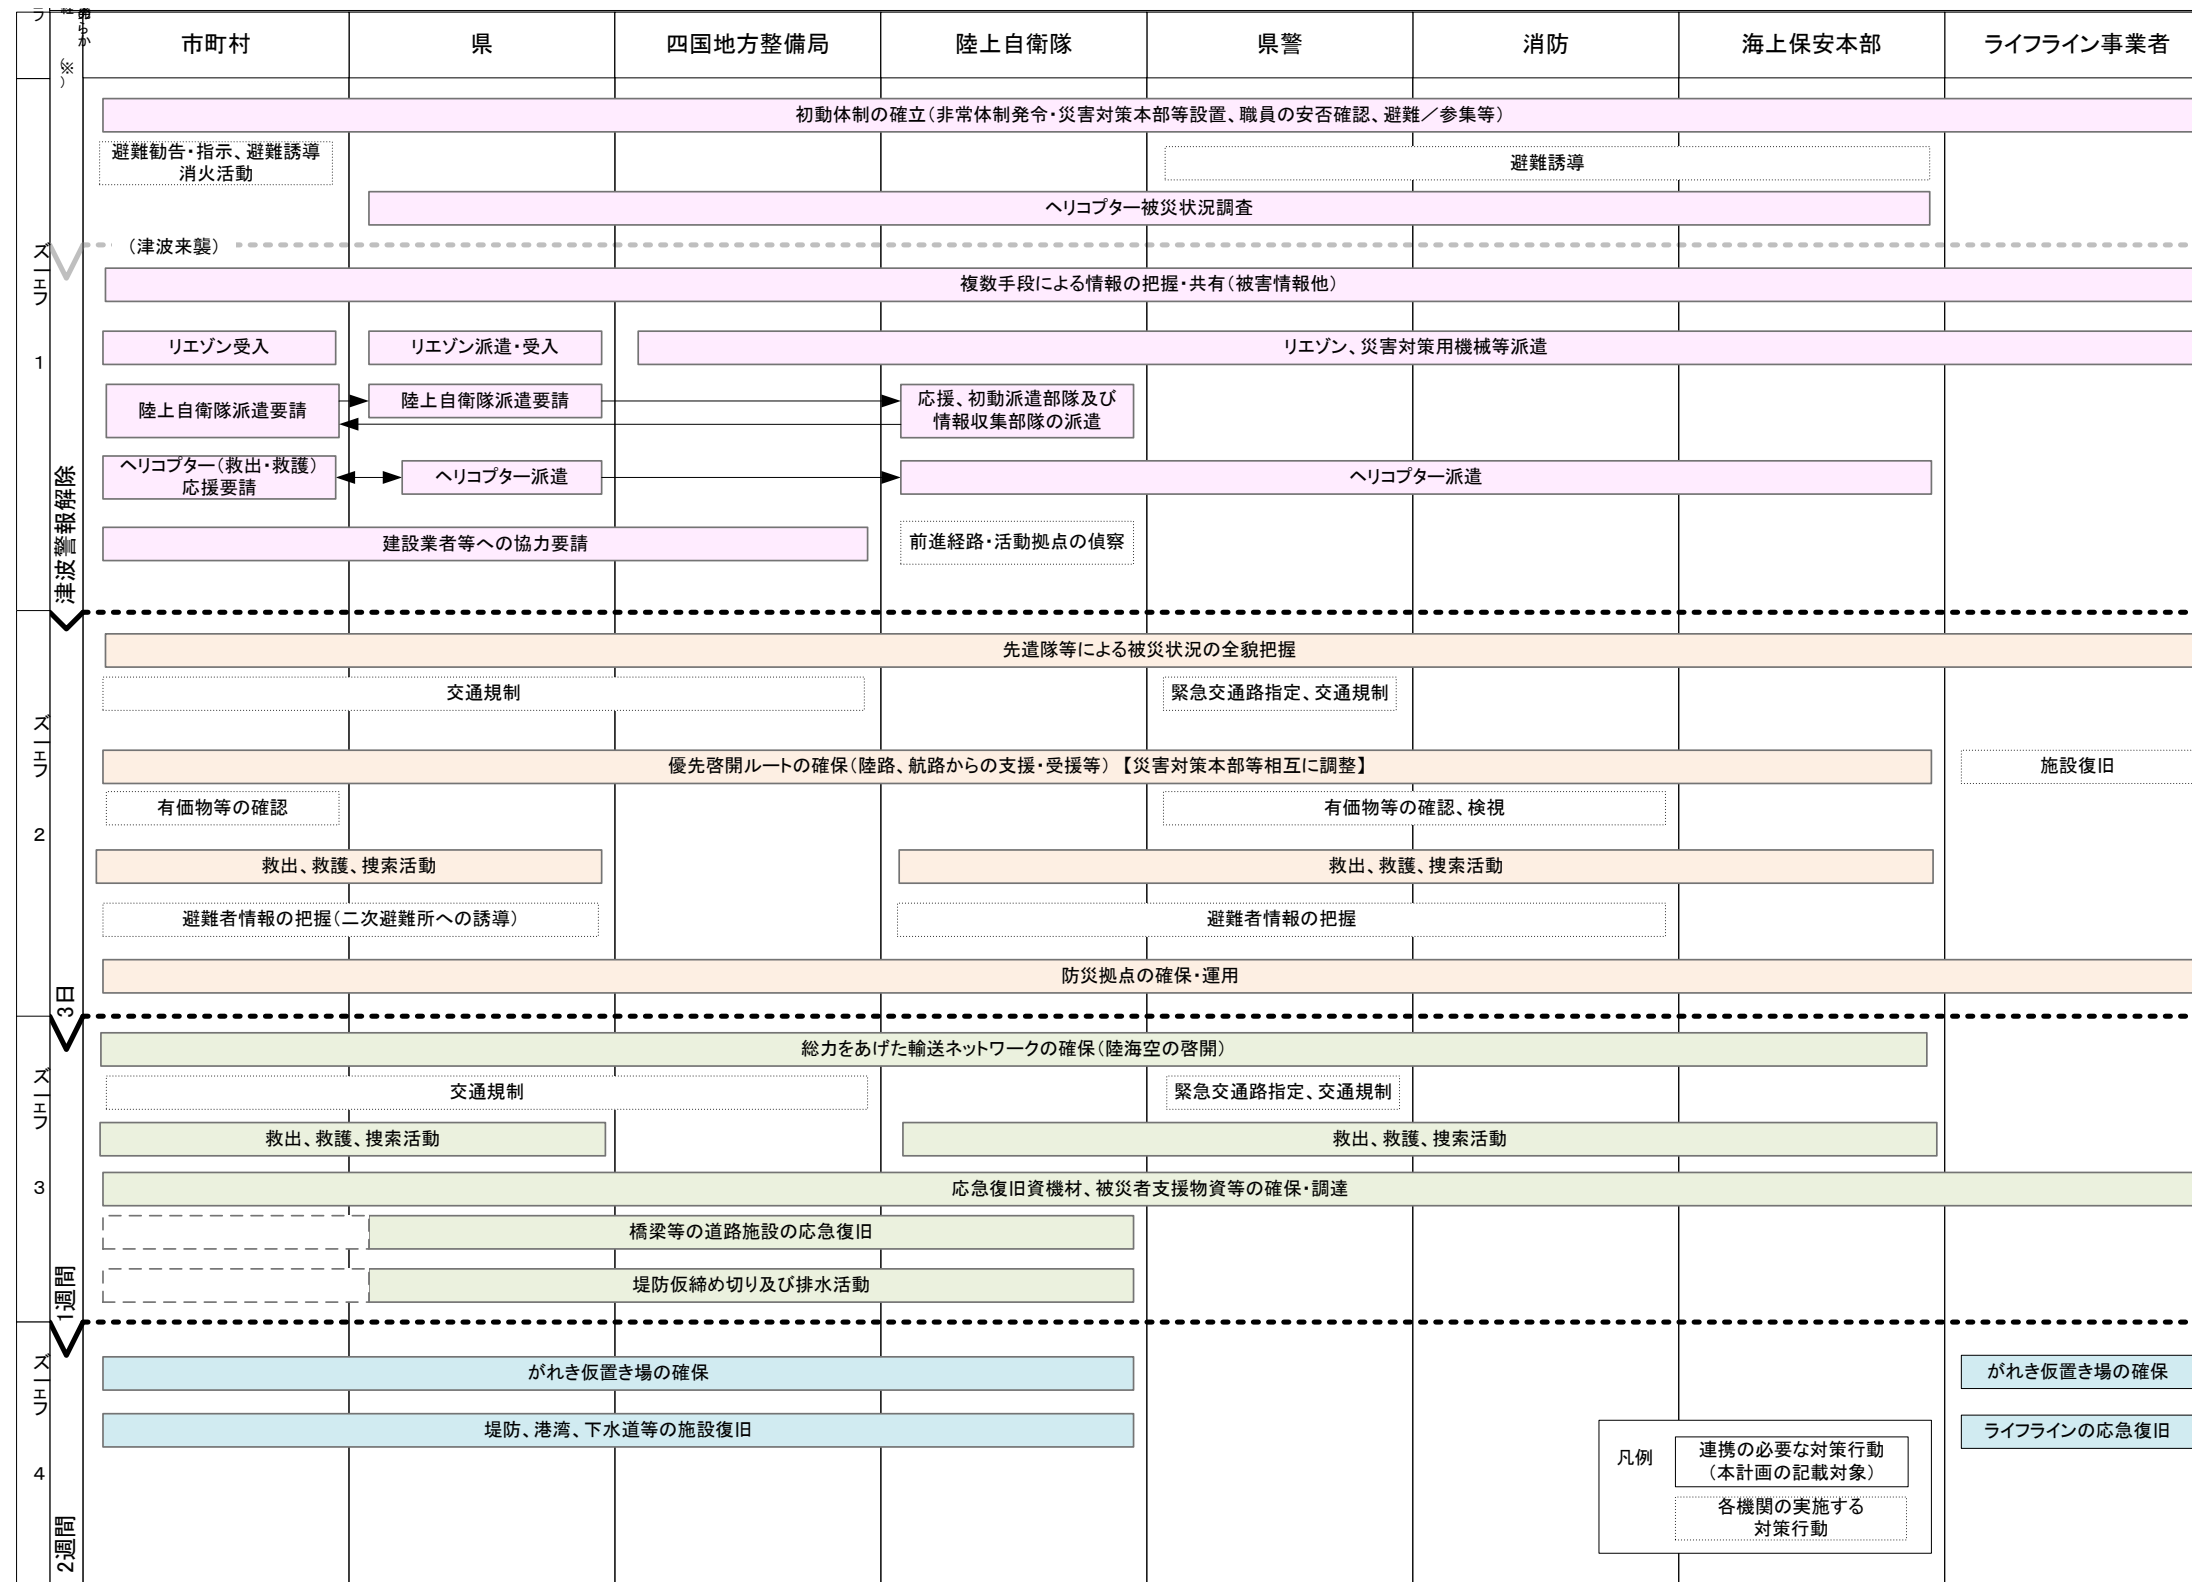 市町村
県
四国地方整備局
陸上自衛隊
県警
消防
海上保安本部
ライフライン事業者
（※）
フェーズ 1
初動体制の確立（非常体制発令・災害対策本部等設置、職員の安否確認、避難／参集等）
避難勧告・指示、避難誘導
消火活動
避難誘導
ヘリコプター被災状況調査
（津波来襲）
複数手段による情報の把握・共有（被害情報他）
リエゾン受入
リエゾン派遣・受入
リエゾン、災害対策用機械等派遣
陸上自衛隊派遣要請
陸上自衛隊派遣要請
応援、初動派遣部隊及び
情報収集部隊の派遣
ヘリコプター（救出・救護）
応援要請
ヘリコプター派遣
ヘリコプター派遣
建設業者等への協力要請
前進経路・活動拠点の偵察
津波警報解除
フェーズ 2
先遣隊等による被災状況の全貌把握
交通規制
緊急交通路指定、交通規制
優先啓開ルートの確保（陸路、航路からの支援・受援等）【災害対策本部等相互に調整】
施設復旧
有価物等の確認
有価物等の確認、検視
救出、救護、捜索活動
救出、救護、捜索活動
避難者情報の把握（二次避難所への誘導）
避難者情報の把握
防災拠点の確保・運用
3日
フェーズ 3
総力をあげた輸送ネットワークの確保（陸海空の啓開）
交通規制
緊急交通路指定、交通規制
救出、救護、捜索活動
救出、救護、捜索活動
応急復旧資機材、被災者支援物資等の確保・調達
橋梁等の道路施設の応急復旧
堤防仮締め切り及び排水活動
1週間
フェーズ 4
がれき仮置き場の確保
がれき仮置き場の確保
堤防、港湾、下水道等の施設復旧
ライフラインの応急復旧
2週間
凡例
連携の必要な対策行動
（本計画の記載対象）
各機関の実施する
対策行動